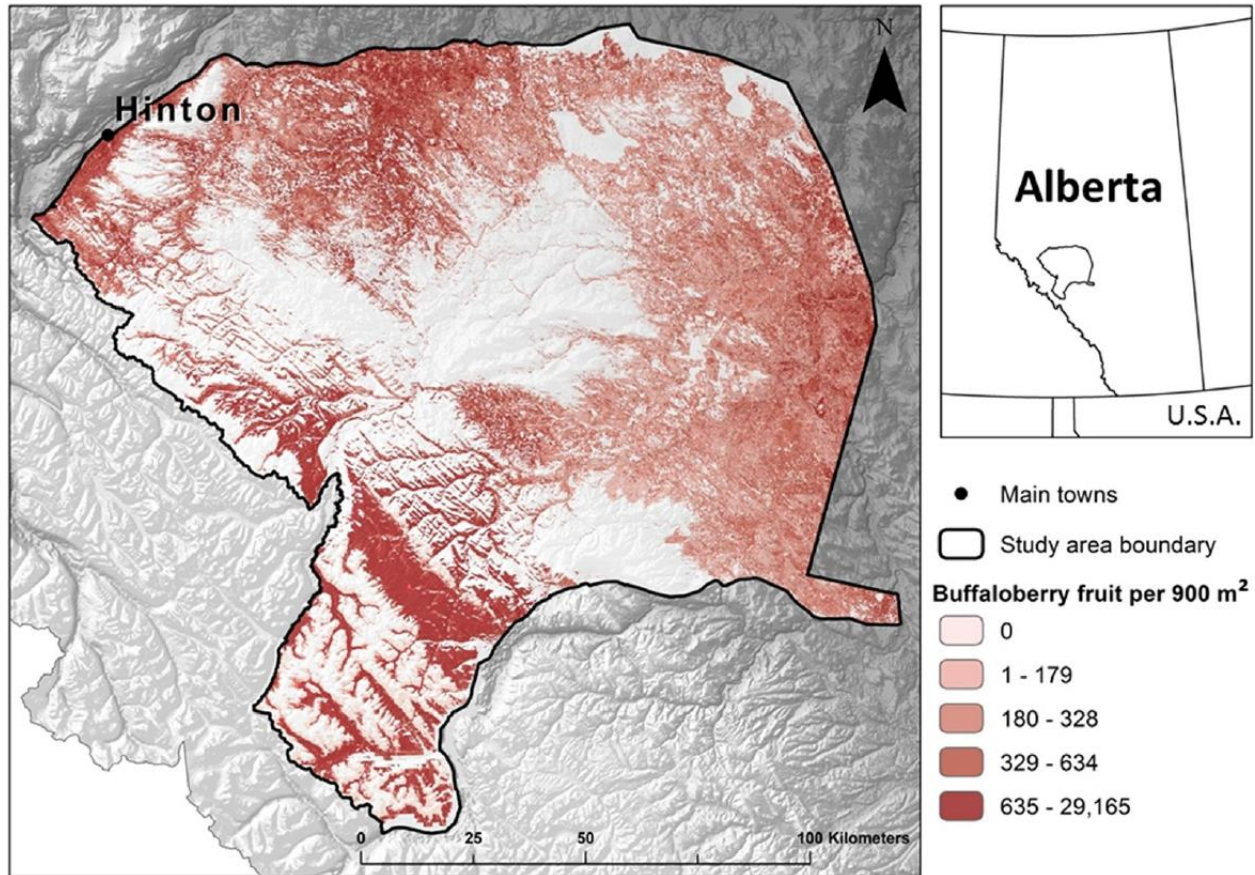 N
Hinton
0 25 50 100 Kilometers
Alberta
U.S.A.
Main towns
Study area boundary
Buffaloberry fruit per 900 m²
0
1 - 179
180 - 328
329 - 634
635 - 29,165